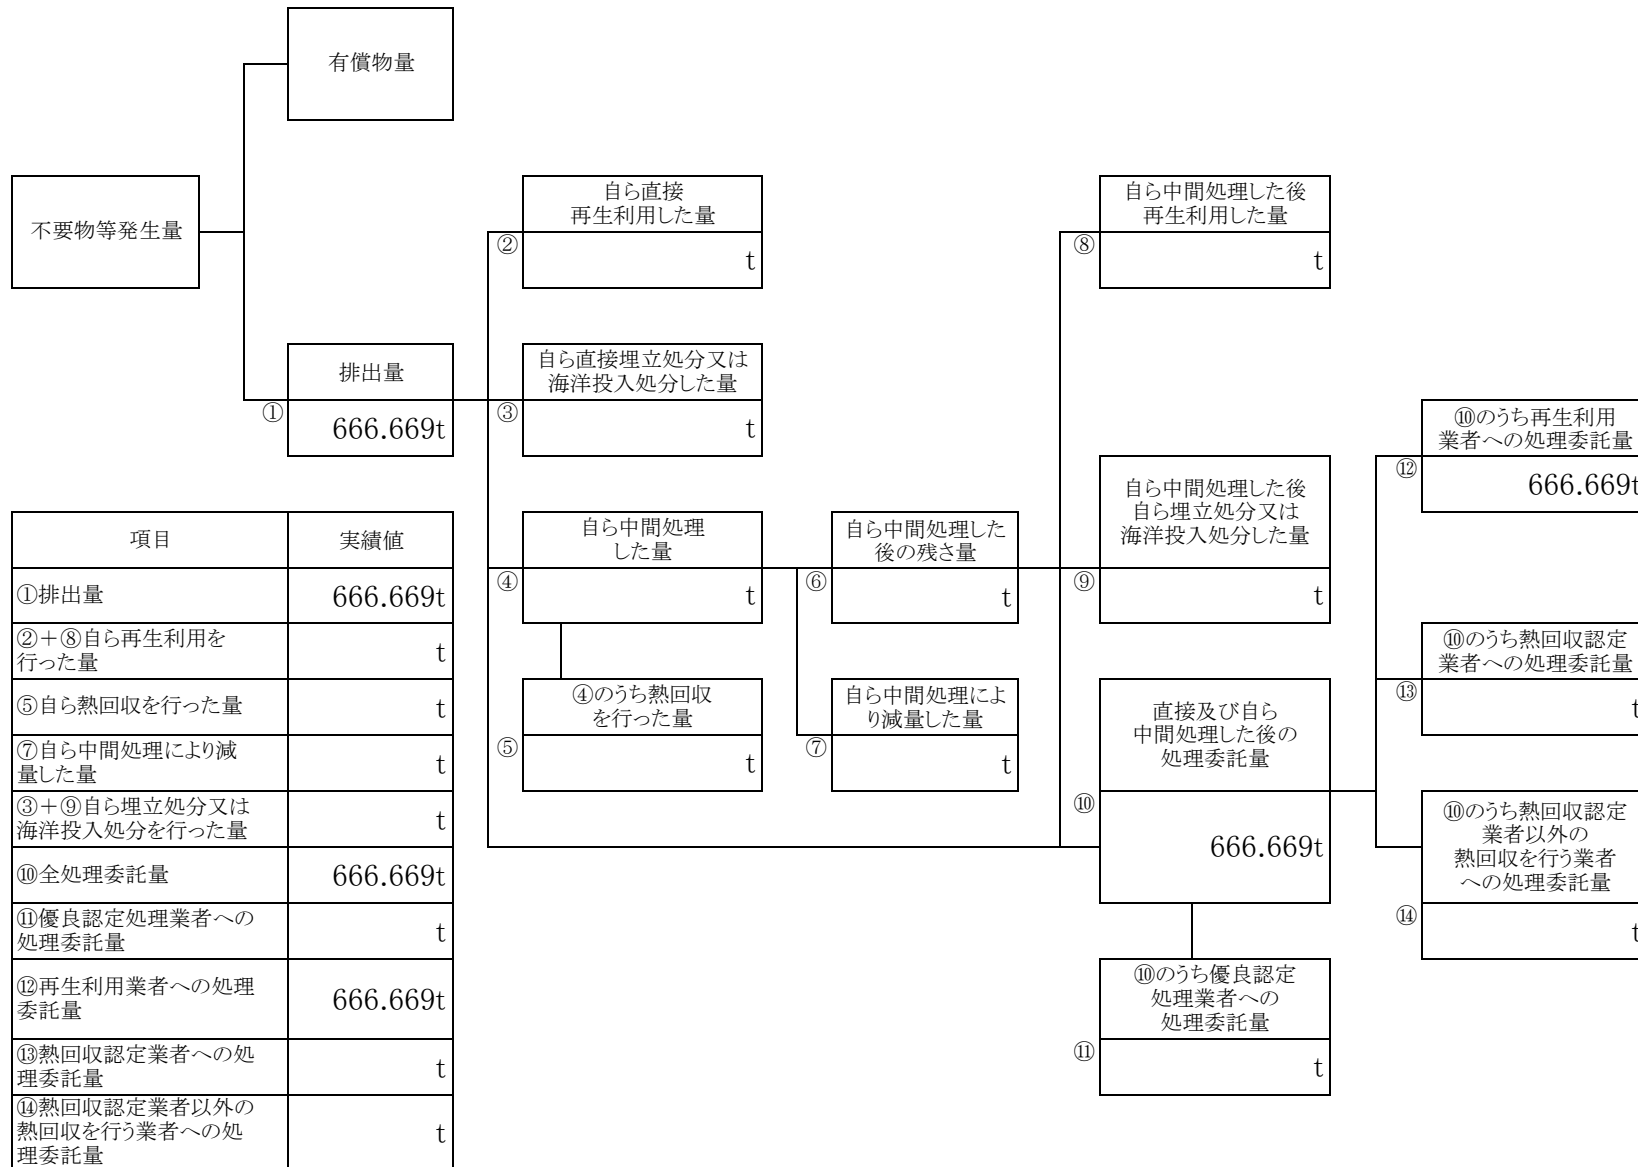 有償物量
不要物等発生量
自ら直接
再生利用した量
②
t
自ら中間処理した後
再生利用した量
⑧
t
排出量
①
666.669t
自ら直接埋立処分又は
海洋投入処分した量
③
t
⑩のうち再生利用
業者への処理委託量
⑫
666.669t
自ら中間処理した後
自ら埋立処分又は
海洋投入処分した量
⑨
t
自ら中間処理
した量
④
t
自ら中間処理した
後の残さ量
⑥
t
⑩のうち熱回収認定
業者への処理委託量
⑬
t
④のうち熱回収
を行った量
⑤
t
自ら中間処理によ
り減量した量
⑦
t
直接及び自ら
中間処理した後の
処理委託量
⑩
666.669t
⑩のうち熱回収認定
業者以外の
熱回収を行う業者
への処理委託量
⑭
t
⑩のうち優良認定
処理業者への
処理委託量
⑪
t
項目 実績値
①排出量 666.669t
②+⑧自ら再生利用を
行った量 t
⑤自ら熱回収を行った量 t
⑦自ら中間処理により減
量した量 t
③+⑨自ら埋立処分又は
海洋投入処分を行った量 t
⑩全処理委託量 666.669t
⑪優良認定処理業者への
処理委託量 t
⑫再生利用業者への処理
委託量 666.669t
⑬熱回収認定業者への処
理委託量 t
⑭熱回収認定業者以外の
熱回収を行う業者への処
理委託量 t